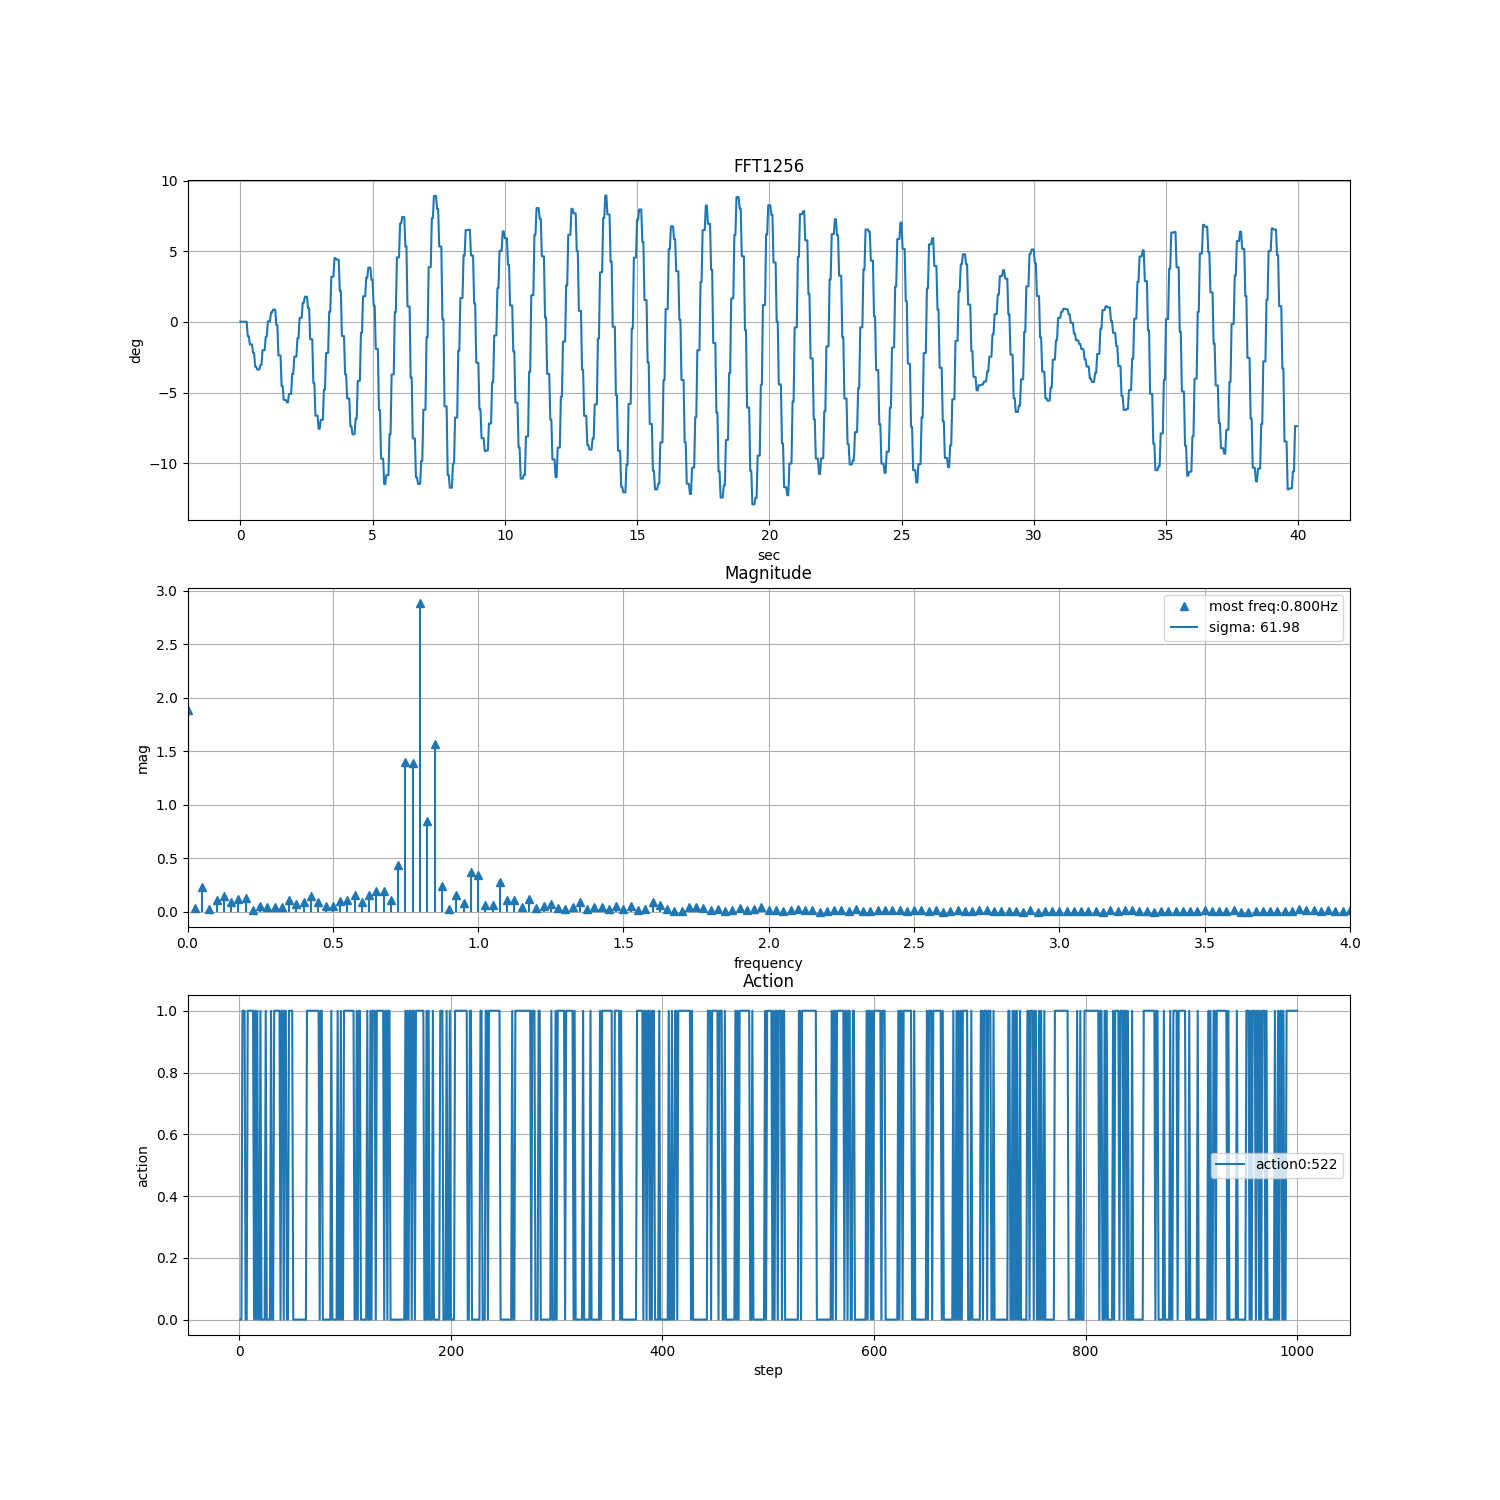 FFT1256
10
5
0
−5
−10
deg
0 5 10 15 20 25 30 35 40
sec
Magnitude
3.0
2.5
2.0
1.5
1.0
0.5
0.0
mag
most freq:0.800Hz
sigma: 61.98
0.0 0.5 1.0 1.5 2.0 2.5 3.0 3.5 4.0
frequency
Action
1.0
0.8
0.6
0.4
0.2
0.0
action
action0:522
0 200 400 600 800 1000
step